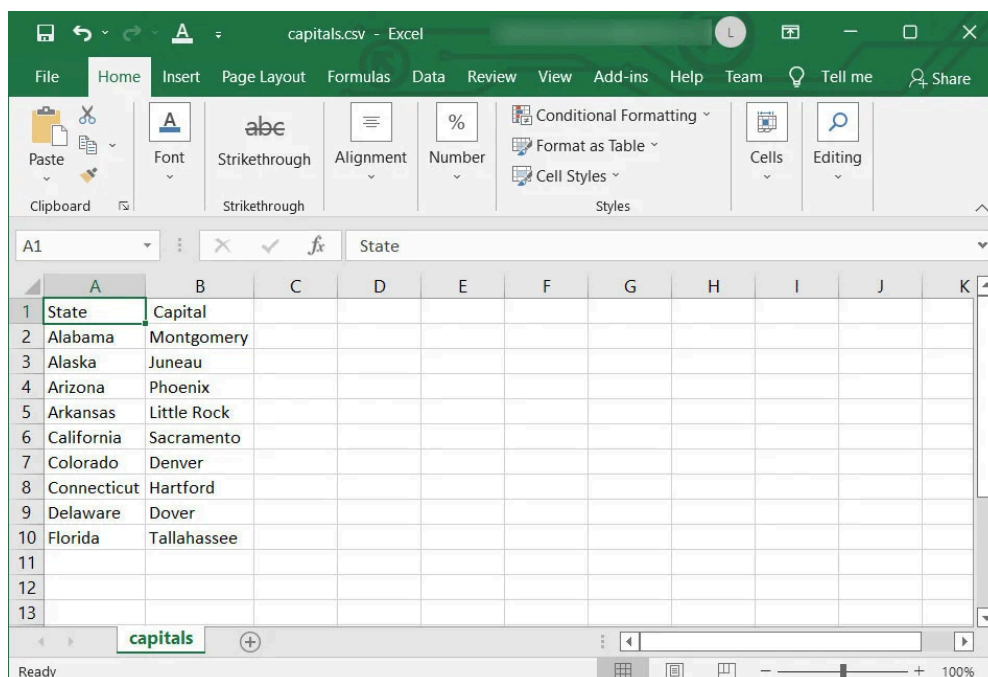 A capitals.csv - Excel L
File Home Insert Page Layout Formulas Data Review View Add-ins Help Team Tell me Share
Paste
Clipboard
A
Font
abc
Strikethrough
Strikethrough
Alignment
%
Number
Conditional Formatting
Format as Table
Cell Styles
Styles
Cells
Editing
A1 fx State
A B C D E F G H I J K
1 State Capital
2 Alabama Montgomery
3 Alaska Juneau
4 Arizona Phoenix
5 Arkansas Little Rock
6 California Sacramento
7 Colorado Denver
8 Connecticut Hartford
9 Delaware Dover
10 Florida Tallahassee
11
12
13
capitals
Ready 100%